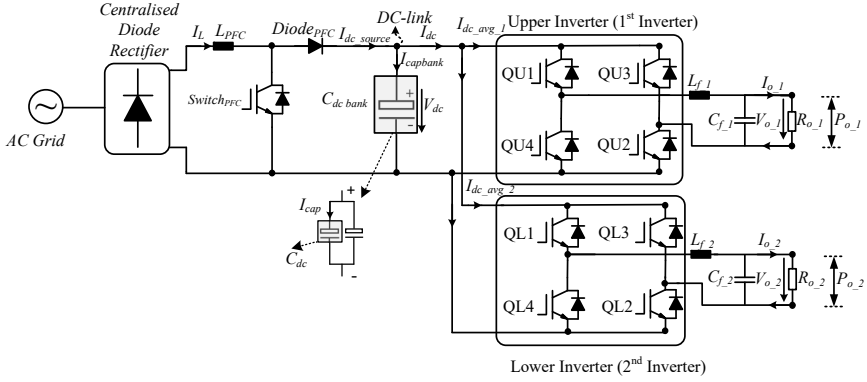 Centralised
Diode
Rectifier
AC Grid
I_L
L_PFC
Diode_PFC
Switch_PFC
I_dc_source
DC-link
I_dc
I_capbank
C_dc bank
V_dc
+
-
I_cap
C_dc
I_dc_avg_1
Upper Inverter (1st Inverter)
QU1
QU3
QU4
QU2
L_f_1
I_o_1
C_f_1
V_o_1
R_o_1
P_o_1
I_dc_avg_2
QL1
QL3
QL4
QL2
L_f_2
I_o_2
C_f_2
V_o_2
R_o_2
P_o_2
Lower Inverter (2nd Inverter)